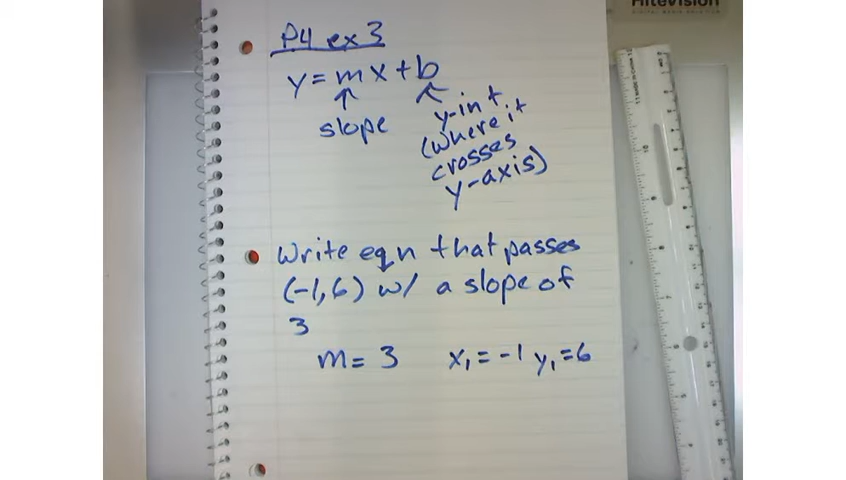 HiteVision
P4 ex 3
y = mx + b
slope
y-int
(where it
crosses
y-axis)
Write eqn that passes
(-1,6) w/ a slope of
3
m = 3 x₁ = -1 y₁ = 6